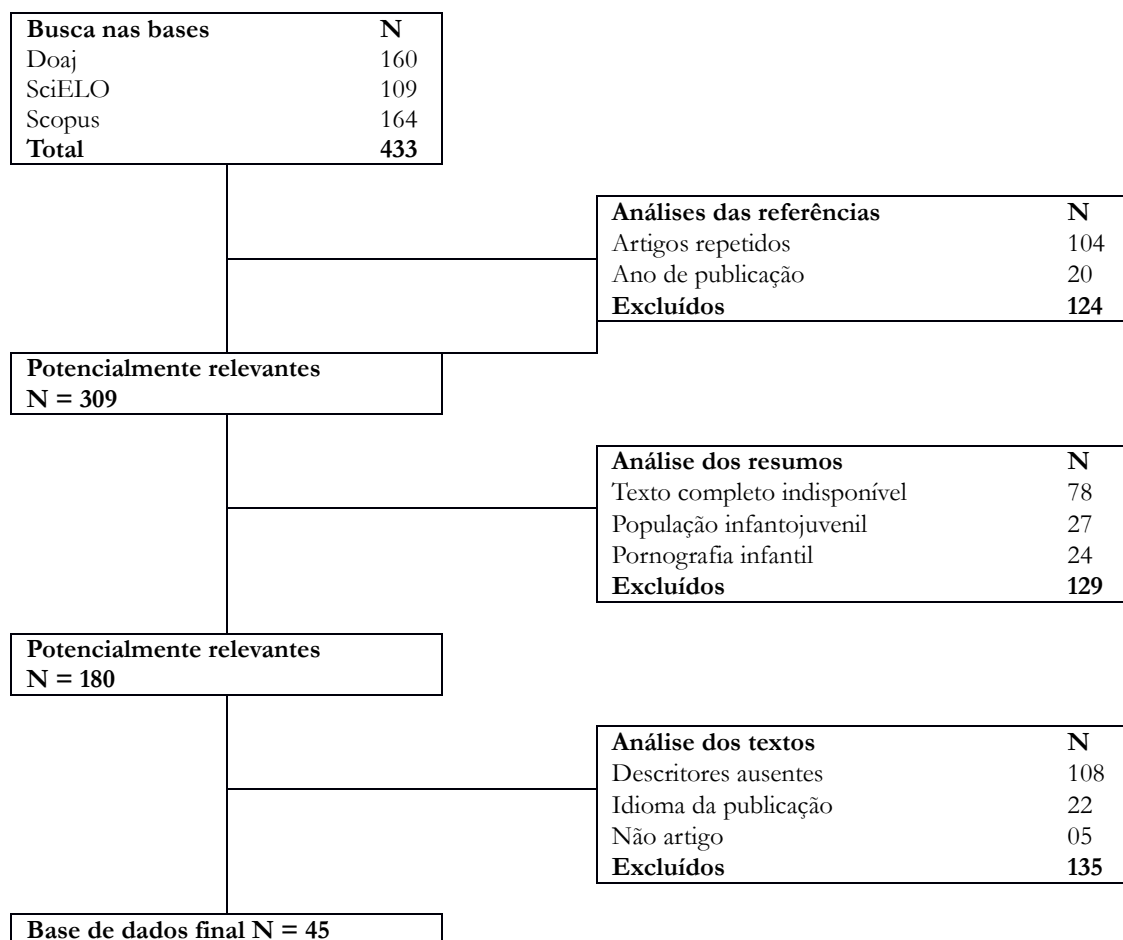 Busca nas bases N
Doaj 160
SciELO 109
Scopus 164
Total 433
Análises das referências N
Artigos repetidos 104
Ano de publicação 20
Excluídos 124
Potencialmente relevantes
N = 309
Análise dos resumos N
Texto completo indisponível 78
População infantojuvenil 27
Pornografia infantil 24
Excluídos 129
Potencialmente relevantes
N = 180
Análise dos textos N
Descritores ausentes 108
Idioma da publicação 22
Não artigo 05
Excluídos 135
Base de dados final N = 45